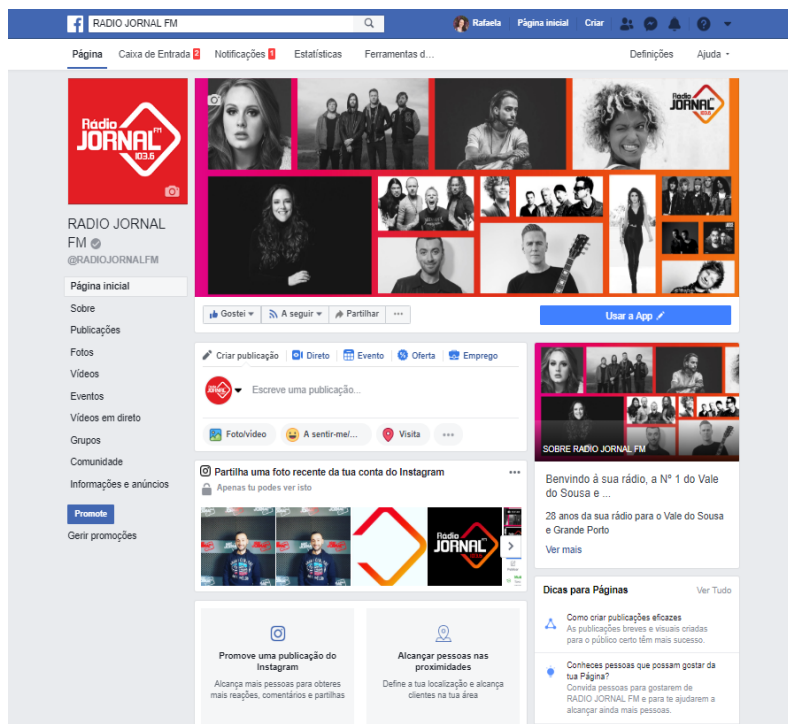 RADIO JORNAL FM
Rafaela
Página inicial
Criar
Página
Caixa de Entrada 2
Notificações 1
Estatísticas
Ferramentas d...
Definições
Ajuda
Rádio
JORNAL FM
103.6
Rádio
JORNAL
103.6
RADIO JORNAL
FM
@RADIOJORNALFM
Página inicial
Sobre
Publicações
Fotos
Vídeos
Eventos
Vídeos em direto
Grupos
Comunidade
Informações e anúncios
Promote
Gerir promoções
Gostei
A seguir
Partilhar
Usar a App
Criar publicação
Direto
Evento
Oferta
Emprego
Escreve uma publicação...
Foto/vídeo
A sentir-me/...
Visita
Partilha uma foto recente da tua conta do Instagram
Apenas tu podes ver isto
Rádio
JORNAL
Promove uma publicação do
Instagram
Alcança mais pessoas para obteres
mais reações, comentários e partilhas
Alcançar pessoas nas
proximidades
Define a tua localização e alcança
clientes na tua área
SOBRE RADIO JORNAL FM
Benvindo á sua rádio, a Nº 1 do Vale
do Sousa e ...
28 anos da sua rádio para o Vale do Sousa
e Grande Porto
Ver mais
Dicas para Páginas
Ver Tudo
Como criar publicações eficazes
As publicações breves e visuais criadas
para o público certo têm mais sucesso.
Conheces pessoas que possam gostar da
tua Página?
Convida pessoas para gostarem de
RADIO JORNAL FM e para te ajudarem a
alcançar ainda mais pessoas.